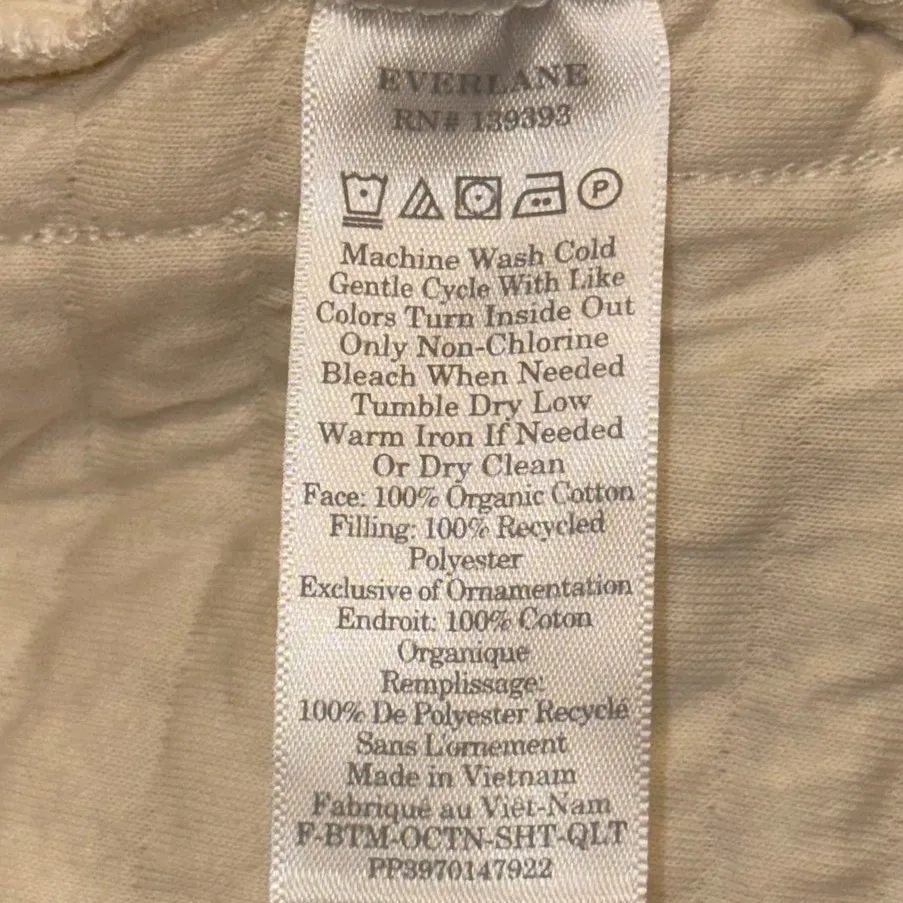 EVERLANE
RN# 139393
P
Machine Wash Cold
Gentle Cycle With Like
Colors Turn Inside Out
Only Non-Chlorine
Bleach When Needed
Tumble Dry Low
Warm Iron If Needed
Or Dry Clean
Face: 100% Organic Cotton
Filling: 100% Recycled
Polyester
Exclusive of Ornamentation
Endroit: 100% Coton
Organique
Remplissage:
100% De Polyester Recyclé
Sans L'ornement
Made in Vietnam
Fabriqué au Viêt-Nam
F-BTM-OCTN-SHT-QLT
PP3970147922